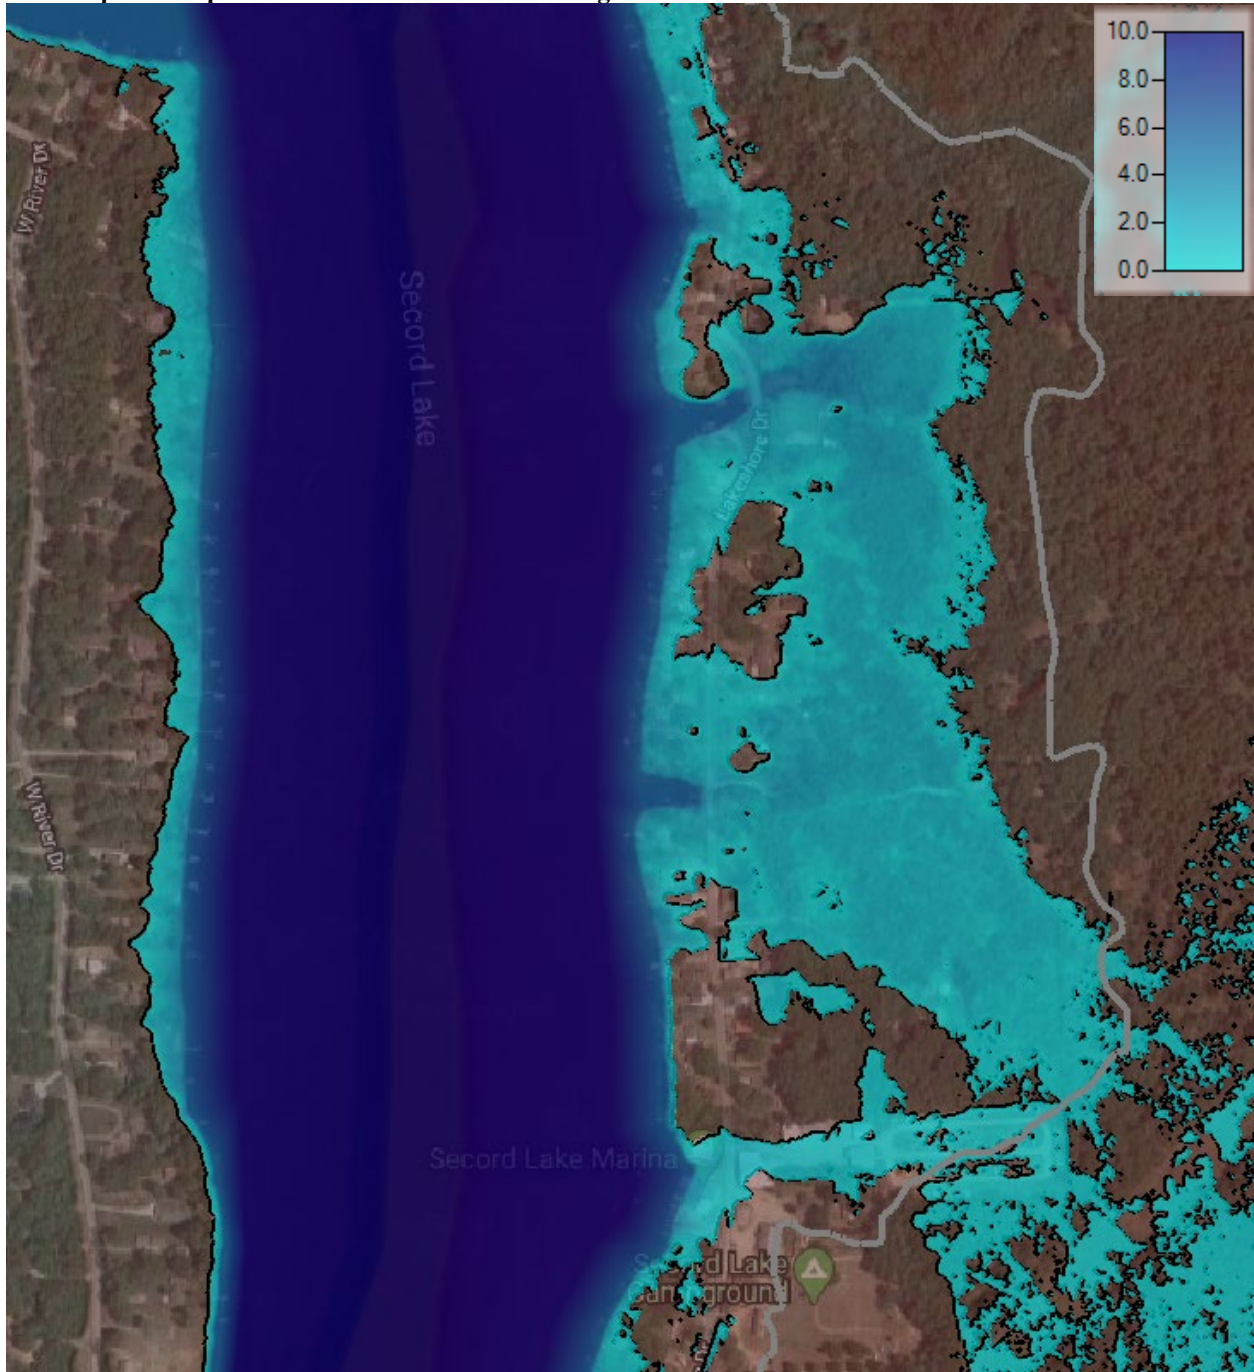 10.0
8.0
6.0
4.0
2.0
0.0
W River Dr
Secord Lake
Lakeshore Dr
W River Dr
Secord Lake Marina
Secord Lake
Campground